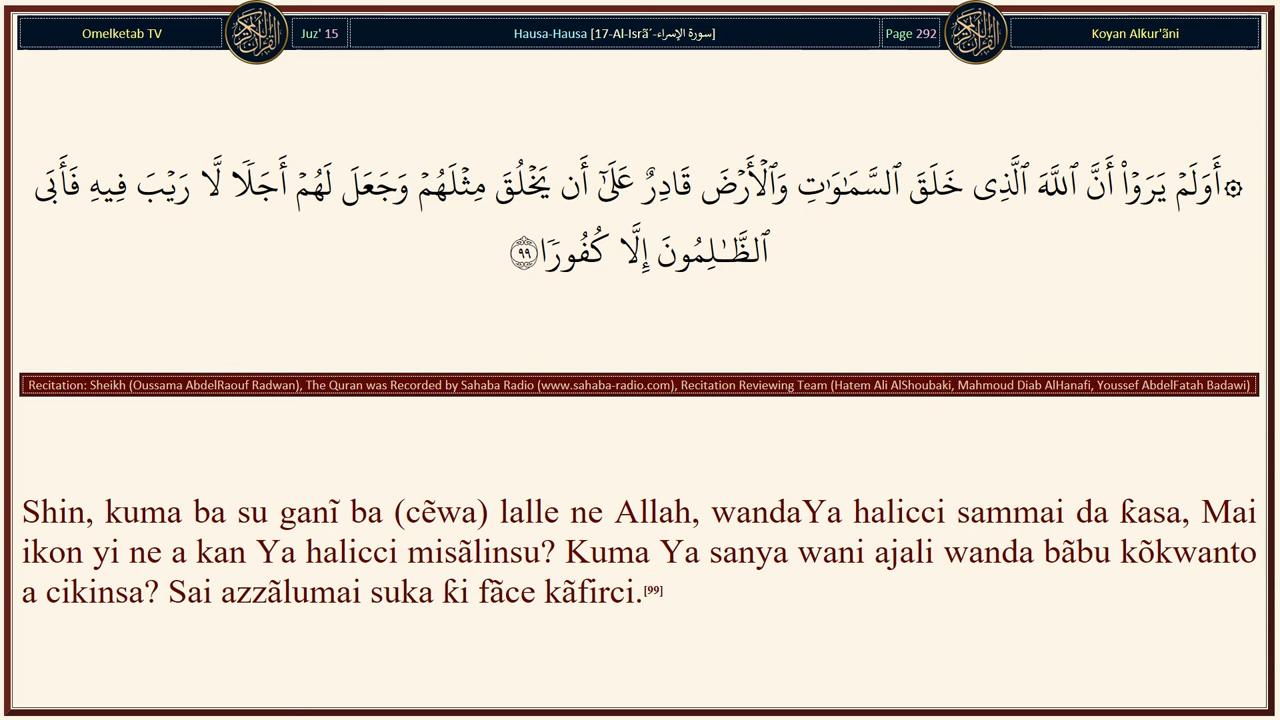 Omelketab TV
Juz' 15
Hausa-Hausa [17-Al-Isrã´-سورة الإسراء]
Page 292
Koyan Alƙur'ãni
۞أَوَلَمۡ يَرَوۡاْ أَنَّ ٱللَّهَ ٱلَّذِي خَلَقَ ٱلسَّمَٰوَٰتِ وَٱلۡأَرۡضَ قَادِرٌ عَلَىٰٓ أَن يَخۡلُقَ مِثۡلَهُمۡ وَجَعَلَ لَهُمۡ أَجَلٗا لَّا رَيۡبَ فِيهِ فَأَبَى
ٱلظَّٰلِمُونَ إِلَّا كُفُورٗا ٩٩
Recitation: Sheikh (Oussama AbdelRaouf Radwan), The Quran was Recorded by Sahaba Radio (www.sahaba-radio.com), Recitation Reviewing Team (Hatem Ali AlShoubaki, Mahmoud Diab AlHanafi, Youssef AbdelFatah Badawi)
Shin, kuma ba su ganĩ ba (cẽwa) lalle ne Allah, wandaYa halicci sammai da ƙasa, Mai
ikon yi ne a kan Ya halicci misãlinsu? Kuma Ya sanya wani ajali wanda bãbu kõkwanto
a cikinsa? Sai azzãlumai suka ƙi fãce kãfirci.[99]